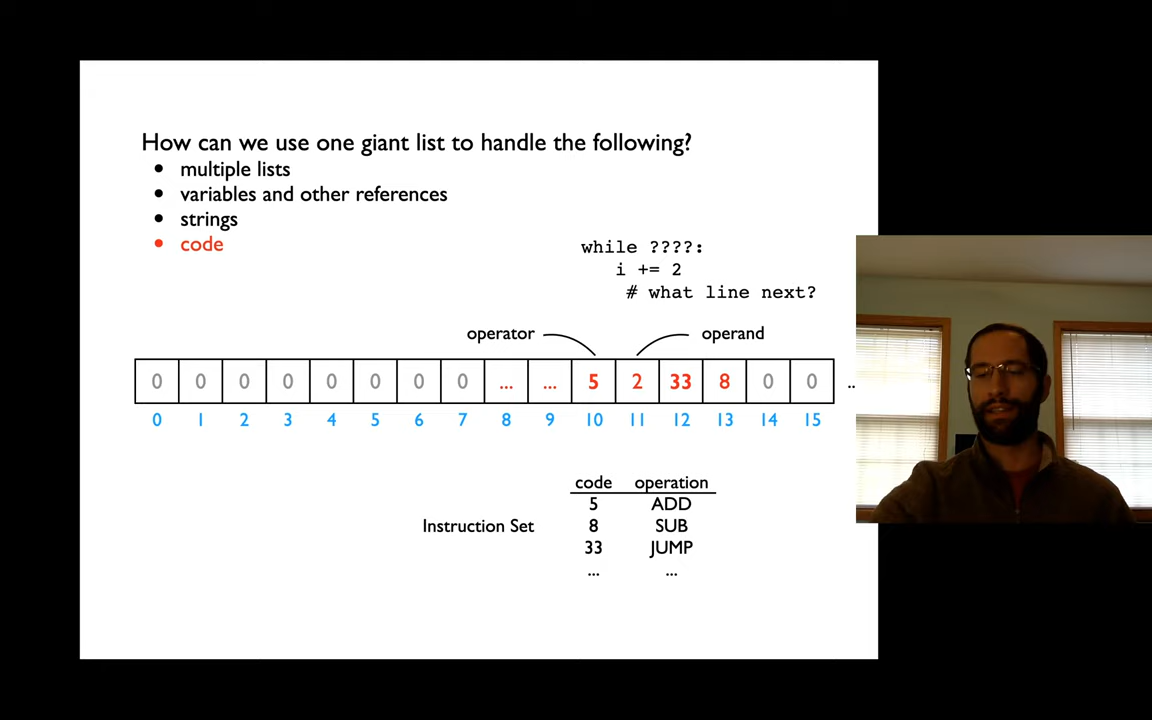 How can we use one giant list to handle the following?
• multiple lists
• variables and other references
• strings
• code
while ????:
i += 2
# what line next?
operator operand
0 0 0 0 0 0 0 0 ... ... 5 2 33 8 0 0 ..
0 1 2 3 4 5 6 7 8 9 10 11 12 13 14 15
code operation
5 ADD
Instruction Set 8 SUB
33 JUMP
... ...